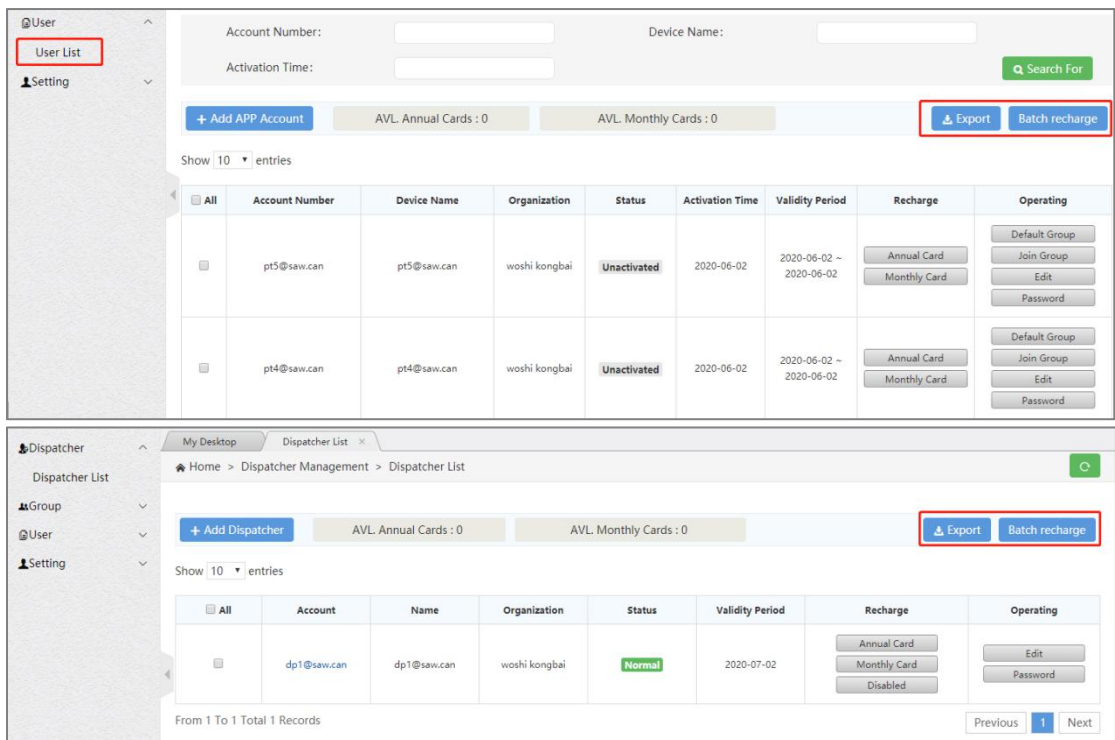 User
User List
Setting
Account Number:
Device Name:
Activation Time:
Search For
+ Add APP Account
AVL. Annual Cards : 0
AVL. Monthly Cards : 0
Export
Batch recharge
Show 10 entries
All Account Number Device Name Organization Status Activation Time Validity Period Recharge Operating
pt5@saw.can pt5@saw.can woshi kongbai Unactivated 2020-06-02
2020-06-02 ~
2020-06-02
Annual Card
Monthly Card
Default Group
Join Group
Edit
Password
pt4@saw.can pt4@saw.can woshi kongbai Unactivated 2020-06-02
2020-06-02 ~
2020-06-02
Annual Card
Monthly Card
Default Group
Join Group
Edit
Password
Dispatcher
Dispatcher List
Group
User
Setting
My Desktop
Dispatcher List ×
Home > Dispatcher Management > Dispatcher List
+ Add Dispatcher
AVL. Annual Cards : 0
AVL. Monthly Cards : 0
Export
Batch recharge
Show 10 entries
All Account Name Organization Status Validity Period Recharge Operating
dp1@saw.can dp1@saw.can woshi kongbai Normal 2020-07-02
Annual Card
Monthly Card
Disabled
Edit
Password
From 1 To 1 Total 1 Records
Previous 1 Next